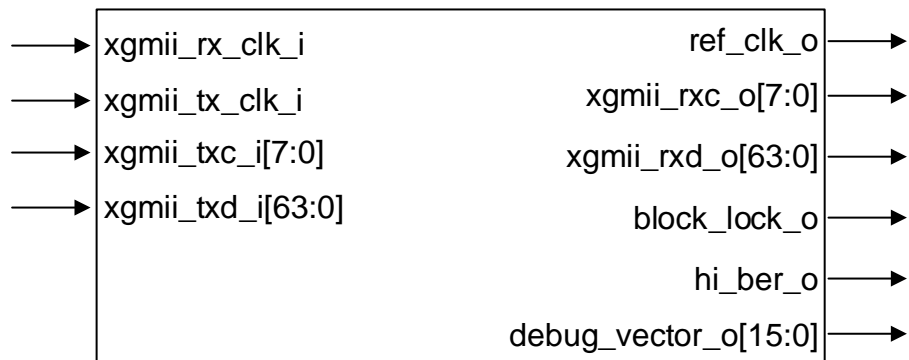 xgmii_rx_clk_i
xgmii_tx_clk_i
xgmii_txc_i[7:0]
xgmii_txd_i[63:0]
ref_clk_o
xgmii_rxc_o[7:0]
xgmii_rxd_o[63:0]
block_lock_o
hi_ber_o
debug_vector_o[15:0]